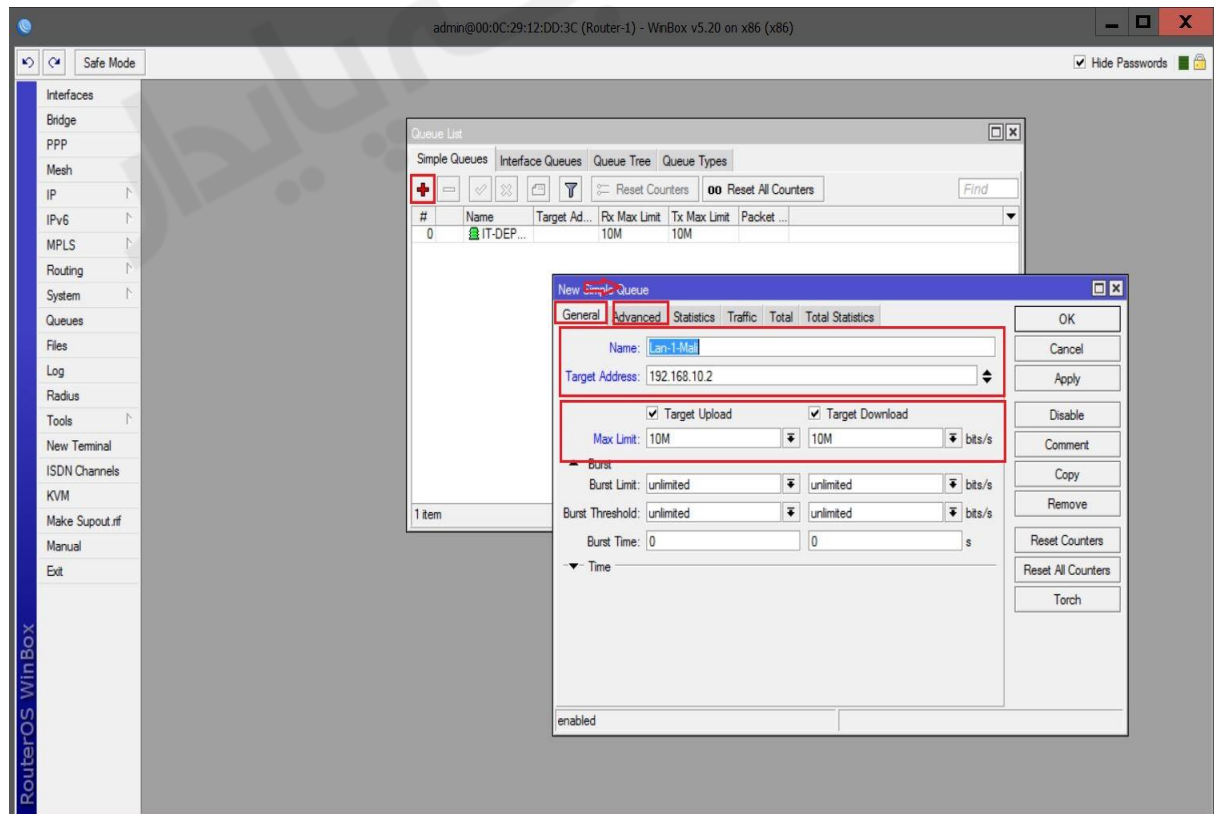 admin@00:0C:29:12:DD:3C (Router-1) - WinBox v5.20 on x86 (x86)
Safe Mode
Hide Passwords
Interfaces
Bridge
PPP
Mesh
IP
IPv6
MPLS
Routing
System
Queues
Files
Log
Radius
Tools
New Terminal
ISDN Channels
KVM
Make Supout.rif
Manual
Exit
RouterOS WinBox
Queue List
Simple Queues Interface Queues Queue Tree Queue Types
Reset Counters 00 Reset All Counters Find
# Name Target Ad... Rx Max Limit Tx Max Limit Packet ...
0 IT-DEP... 10M 10M
1 item
New Simple Queue
General Advanced Statistics Traffic Total Total Statistics
Name: Lan-1-Mali
Target Address: 192.168.10.2
Target Upload Target Download
Max Limit: 10M 10M bits/s
Burst
Burst Limit: unlimited unlimited bits/s
Burst Threshold: unlimited unlimited bits/s
Burst Time: 0 0 s
Time
enabled
OK
Cancel
Apply
Disable
Comment
Copy
Remove
Reset Counters
Reset All Counters
Torch